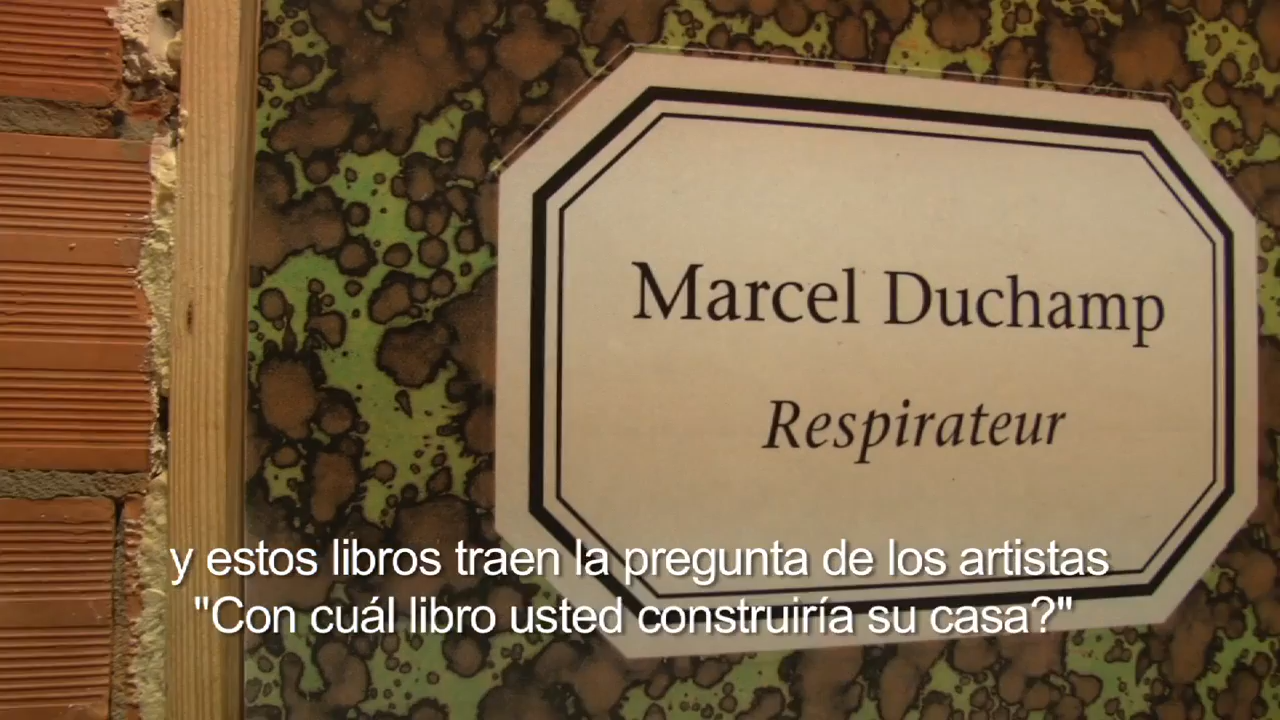 Marcel Duchamp
Respirateur
y estos libros traen la pregunta de los artistas
"Con cuál libro usted construiría su casa?"